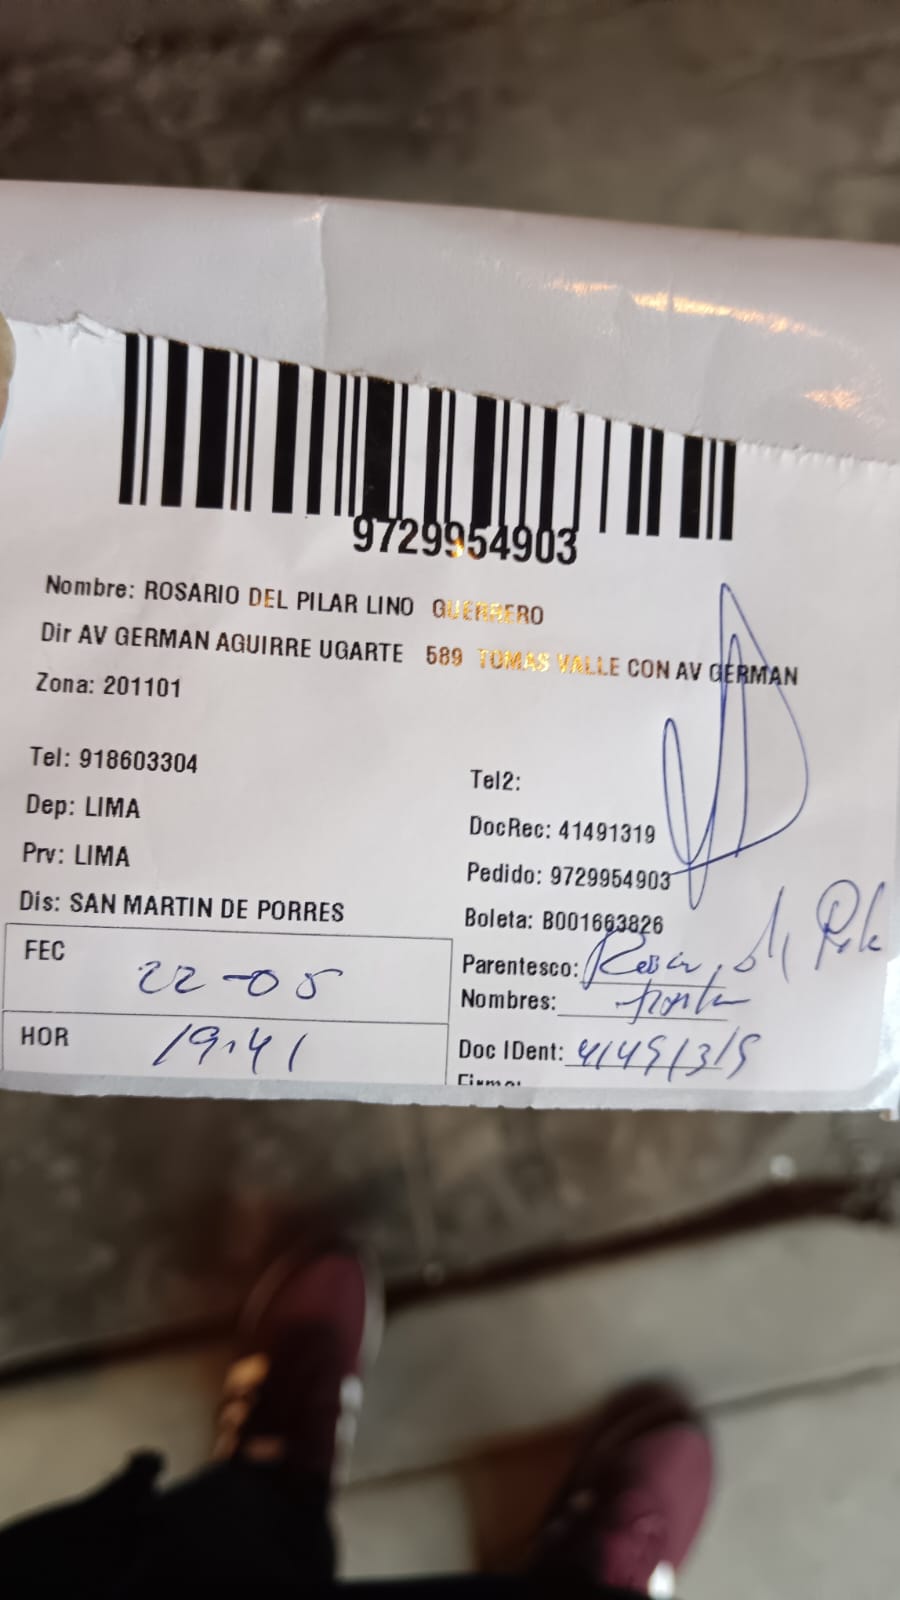 9729954903
Nombre: ROSARIO DEL PILAR LINO GUERRERO
Dir AV GERMAN AGUIRRE UGARTE 589 TOMAS VALLE CON AV GERMAN
Zona: 201101
Tel: 918603304
Dep: LIMA
Prv: LIMA
Dis: SAN MARTIN DE PORRES
FEC 22-05
HOR 19:41
Tel2:
DocRec: 41491319
Pedido: 9729954903
Boleta: B001663826
Parentesco:
Nombres:
Doc IDent: 41491319
Firma: